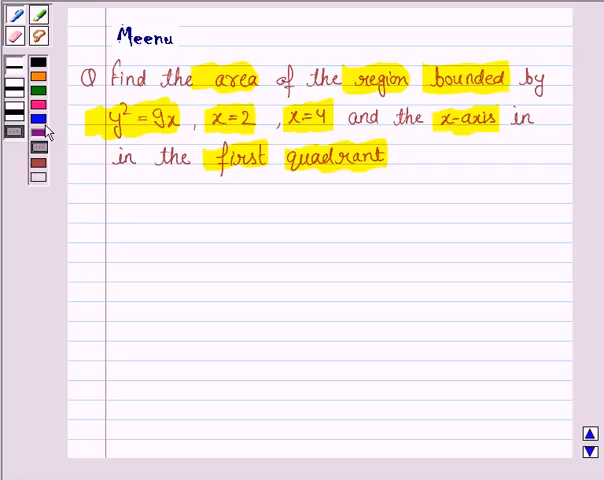 Meenu
Q Find the area of the region bounded by
y² = 9x , x = 2 , x = 4 and the x-axis in
in the first quadrant